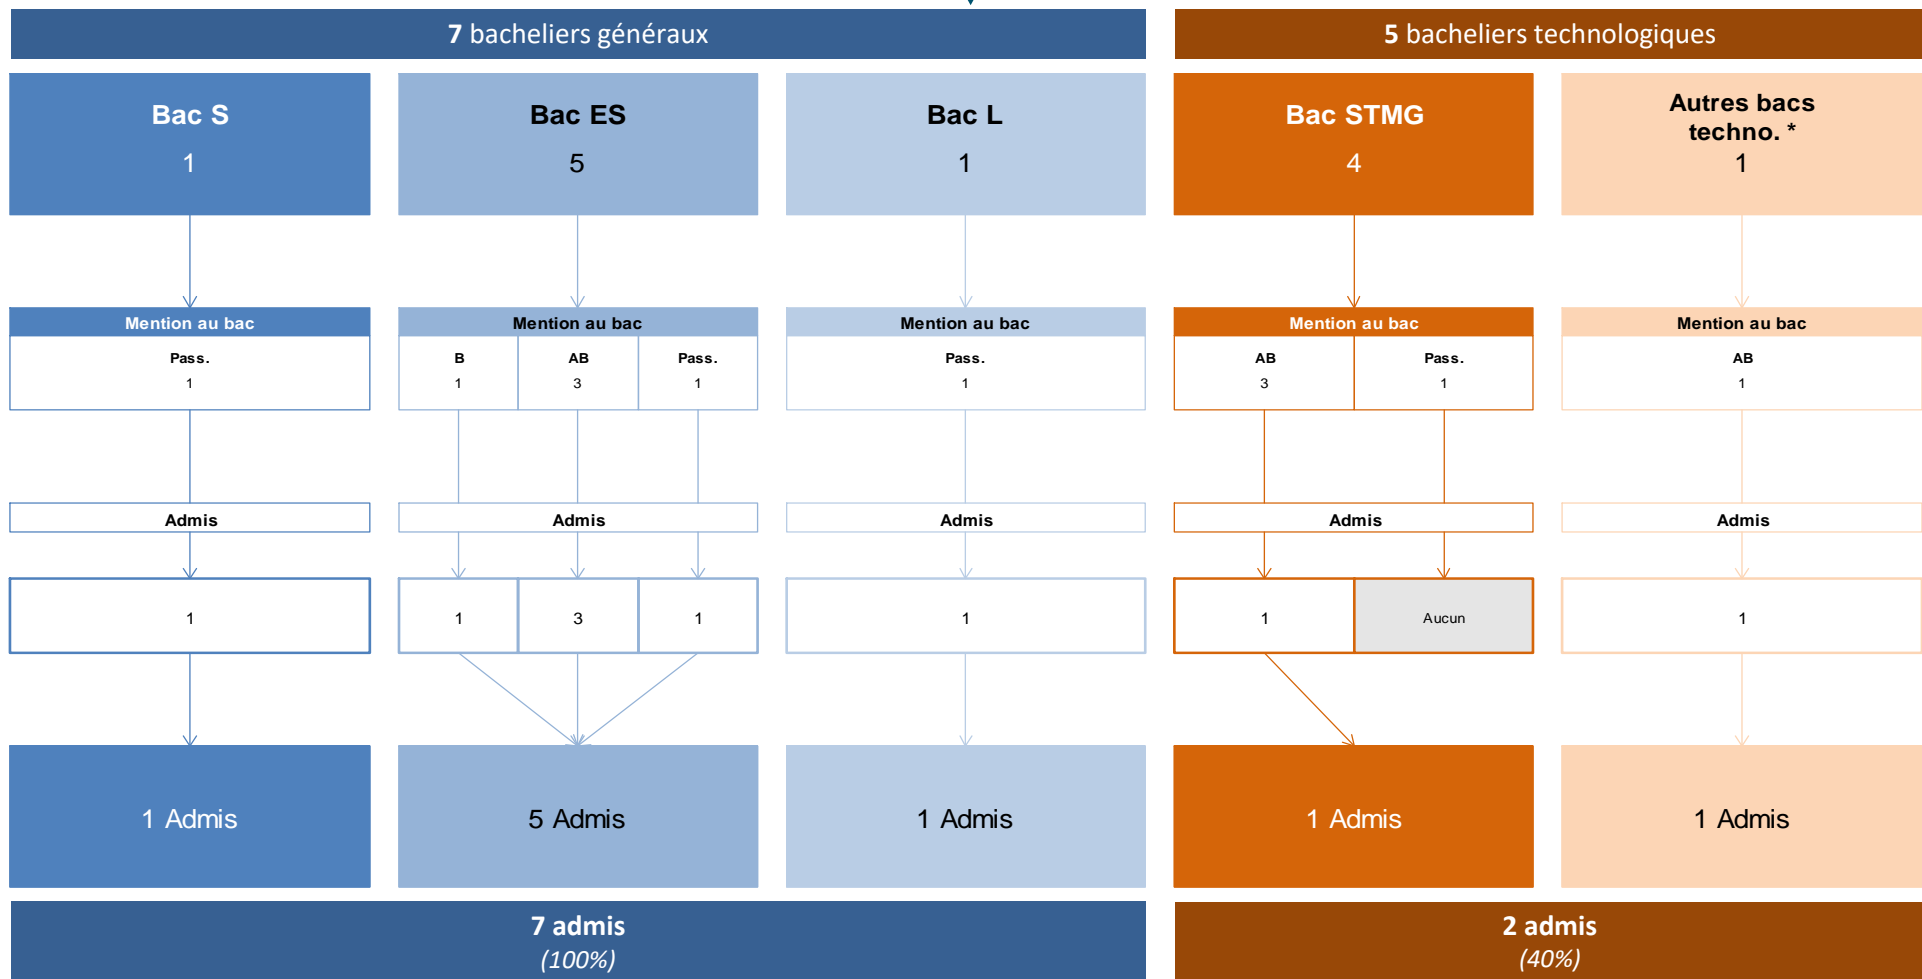 7 bacheliers généraux
5 bacheliers technologiques
Bac S
1
Bac ES
5
Bac L
1
Bac STMG
4
Autres bacs
techno. *
1
Mention au bac
Pass.
1
Mention au bac
B AB Pass.
1 3 1
Mention au bac
Pass.
1
Mention au bac
AB Pass.
3 1
Mention au bac
AB
1
Admis
Admis
Admis
Admis
Admis
1
1 3 1
1
1 Aucun
1
1 Admis
5 Admis
1 Admis
1 Admis
1 Admis
7 admis
(100%)
2 admis
(40%)